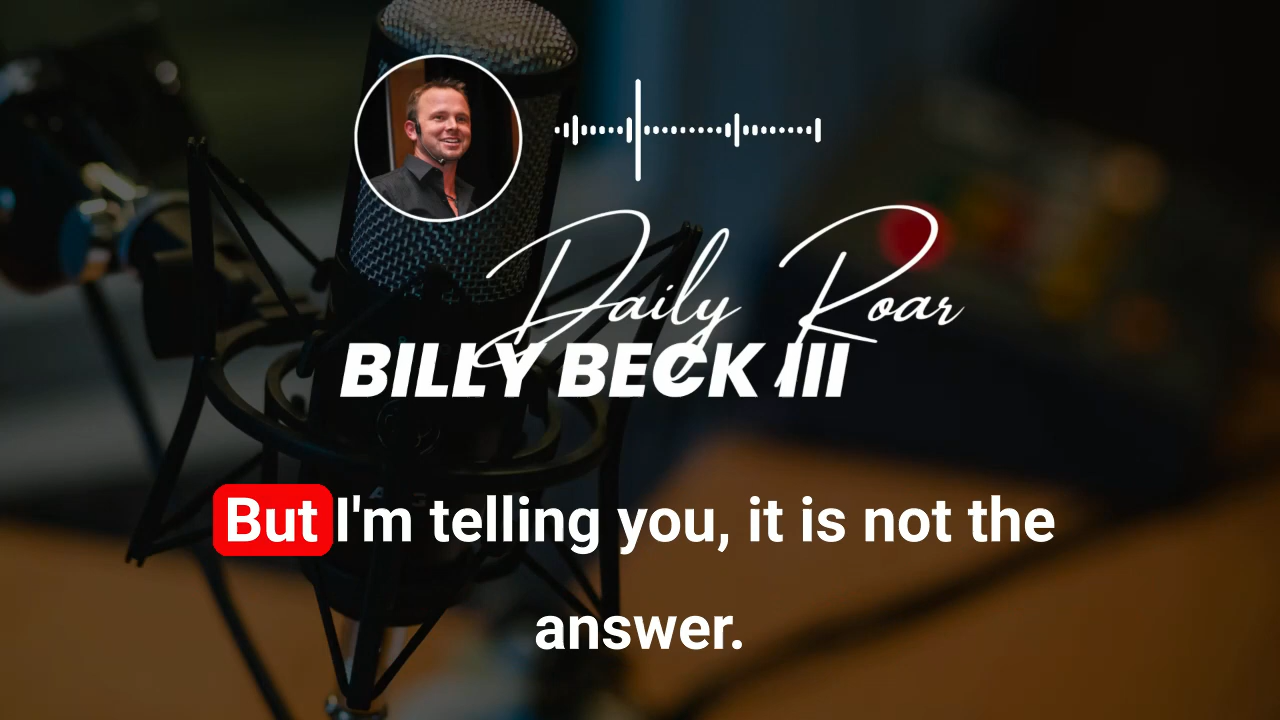 Daily Roar
BILLY BECK III
But I'm telling you, it is not the
answer.